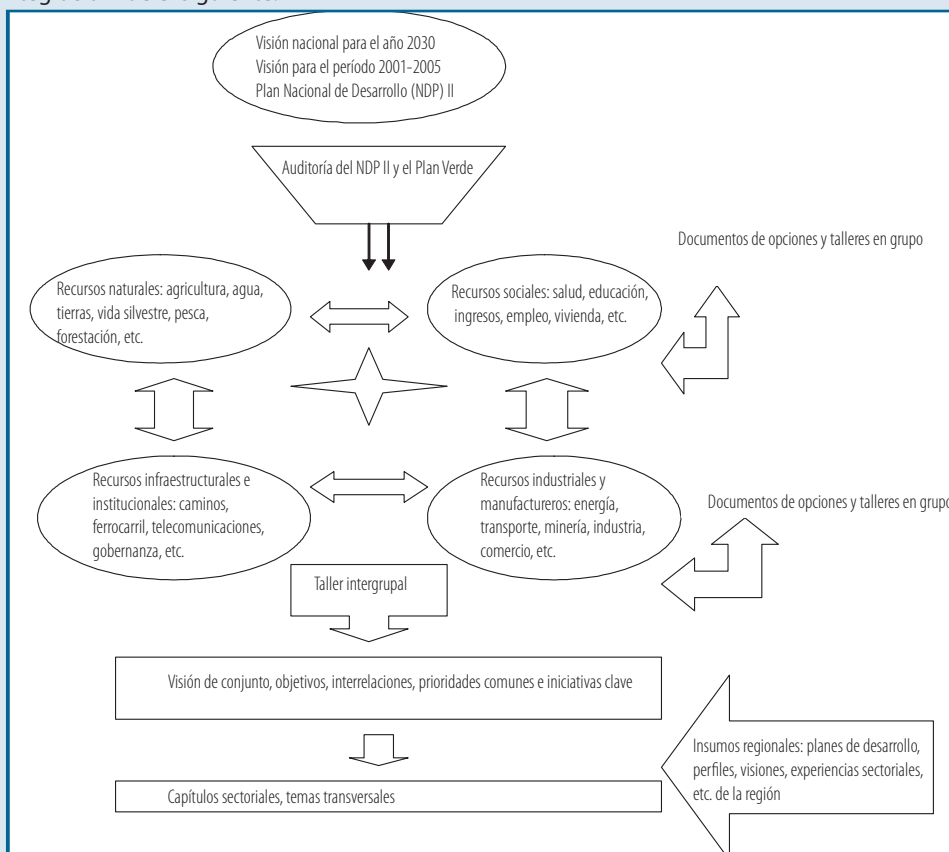 Visión nacional para el año 2030
Visión para el período 2001-2005
Plan Nacional de Desarrollo (NDP) II
Auditoría del NDP II y el Plan Verde
Documentos de opciones y talleres en grupo
Recursos naturales: agricultura, agua,
tierras, vida silvestre, pesca,
forestación, etc.
Recursos sociales: salud, educación,
ingresos, empleo, vivienda, etc.
Recursos infraestructurales e
institucionales: caminos,
ferrocarril, telecomunicaciones,
gobernanza, etc.
Recursos industriales y
manufactureros: energía,
transporte, minería, industria,
comercio, etc.
Documentos de opciones y talleres en grupo
Taller intergrupal
Visión de conjunto, objetivos, interrelaciones, prioridades comunes e iniciativas clave
Insumos regionales: planes de desarrollo,
perfiles, visiones, experiencias sectoriales,
etc. de la región
Capítulos sectoriales, temas transversales